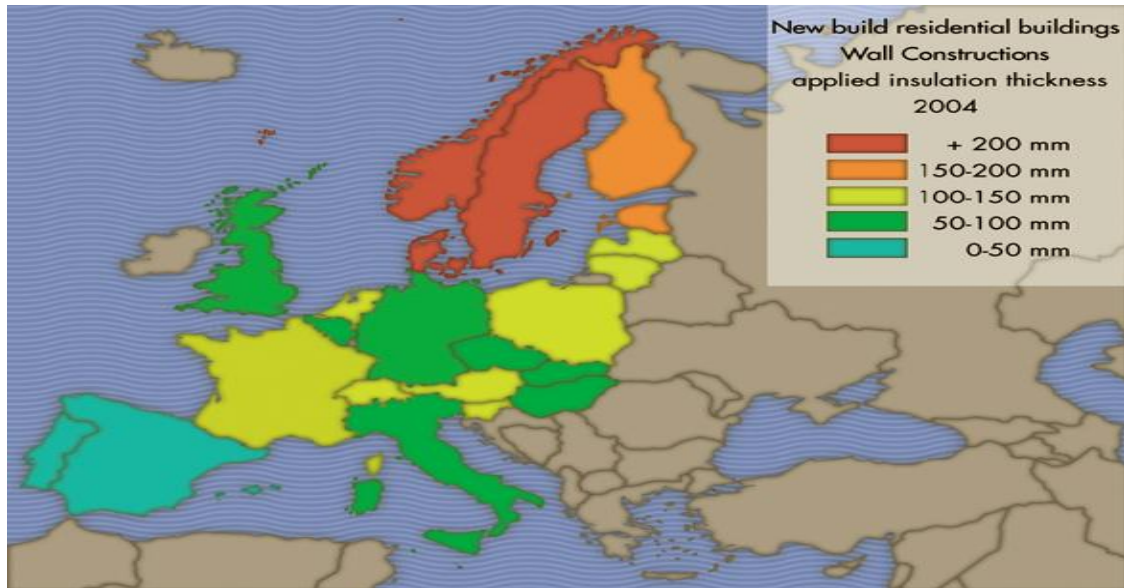 New build residential buildings
Wall Constructions
applied insulation thickness
2004
+ 200 mm
150-200 mm
100-150 mm
50-100 mm
0-50 mm